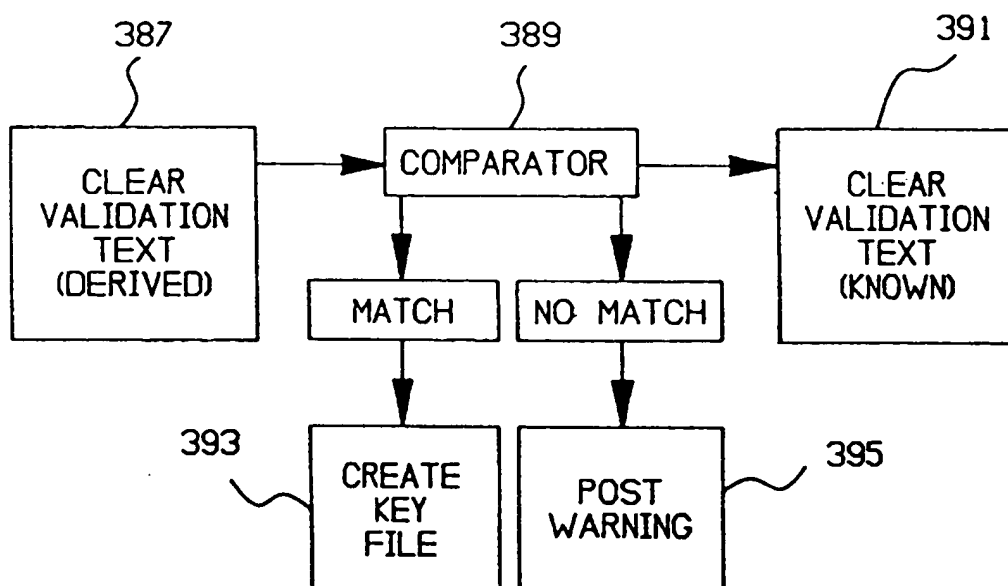 387
389
391
CLEAR
VALIDATION
TEXT
(DERIVED)
COMPARATOR
CLEAR
VALIDATION
TEXT
(KNOWN)
MATCH
NO MATCH
393
CREATE
KEY
FILE
POST
WARNING
395